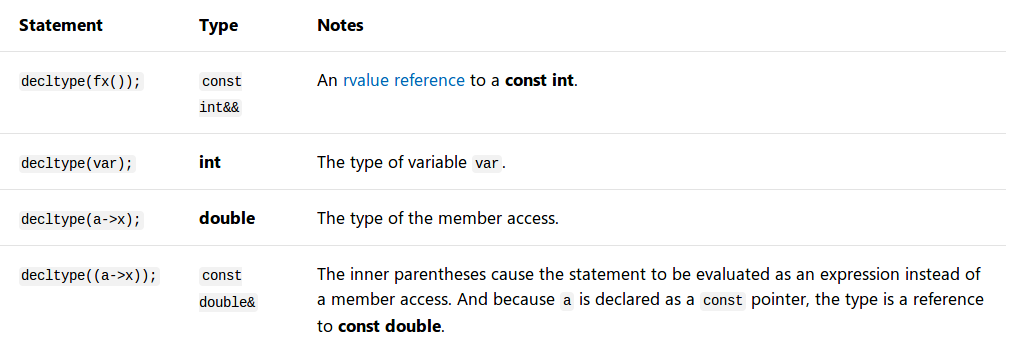 Statement Type Notes
decltype(fx()); const An rvalue reference to a const int.
int&&
decltype(var); int The type of variable var.
decltype(a->x); double The type of the member access.
decltype((a->x)); const The inner parentheses cause the statement to be evaluated as an expression instead of
double& a member access. And because a is declared as a const pointer, the type is a reference
to const double.